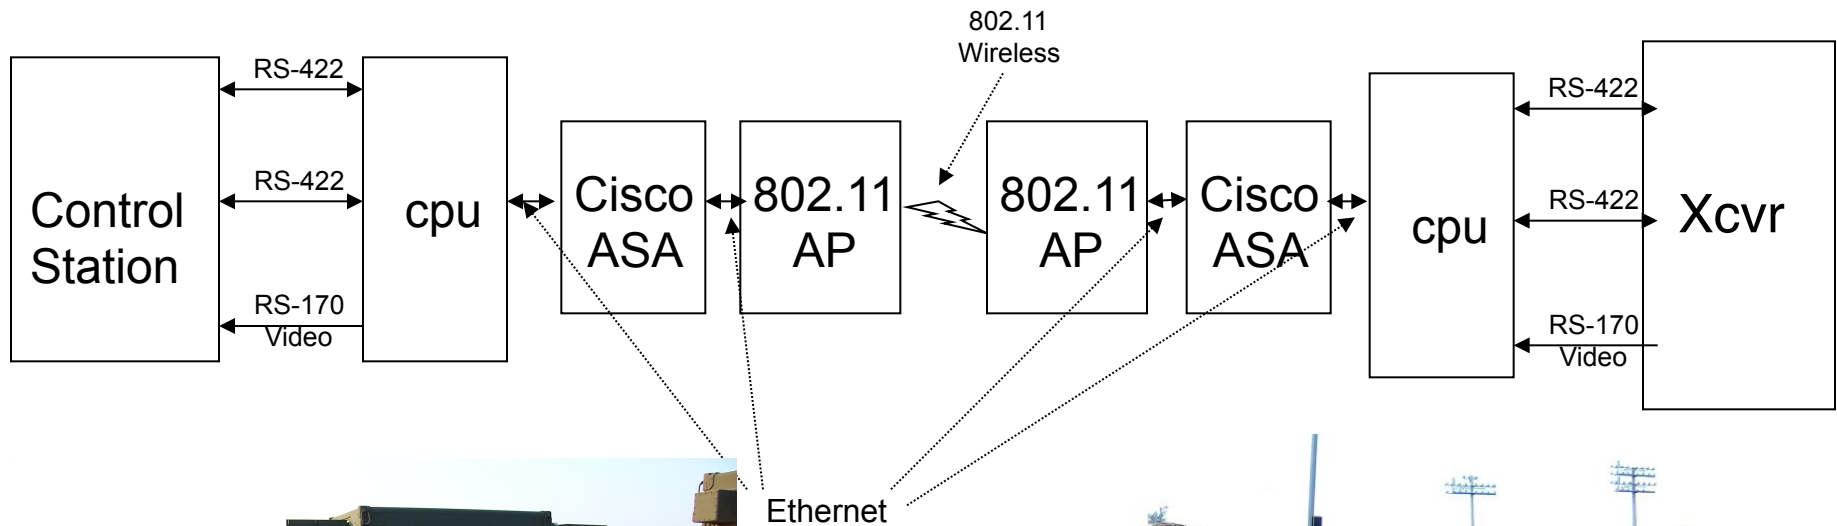 802.11
Wireless
Control
Station
RS-422
RS-422
RS-170
Video
cpu
Cisco
ASA
802.11
AP
802.11
AP
Cisco
ASA
cpu
RS-422
RS-422
RS-170
Video
Xcvr
Ethernet